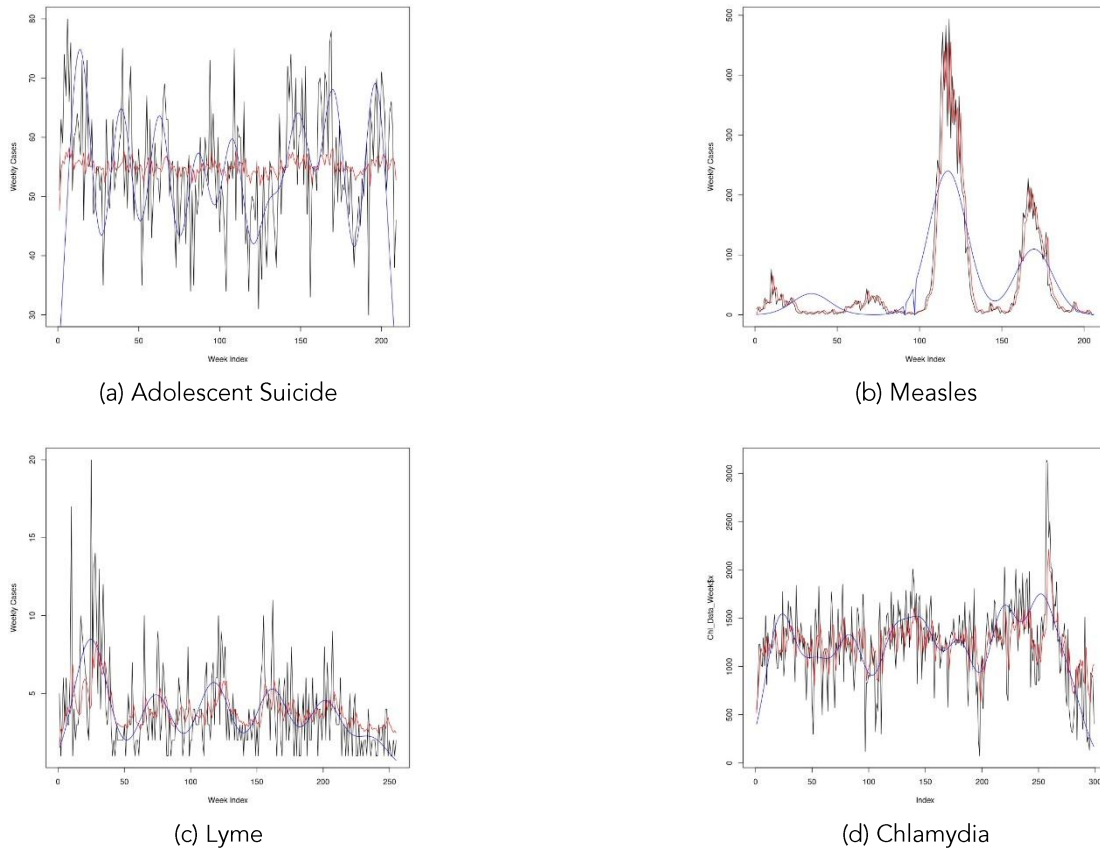 80
70
60
50
40
30
Weekly Cases
0 50 100 150 200
Week Index
(a) Adolescent Suicide
500
400
300
200
100
0
Weekly Cases
0 50 100 150 200
Week Index
(b) Measles
20
15
10
5
Weekly Cases
0 50 100 150 200 250
Week Index
(c) Lyme
3000
2500
2000
1500
1000
500
0
Chl_Data_Week$x
0 50 100 150 200 250 300
Index
(d) Chlamydia